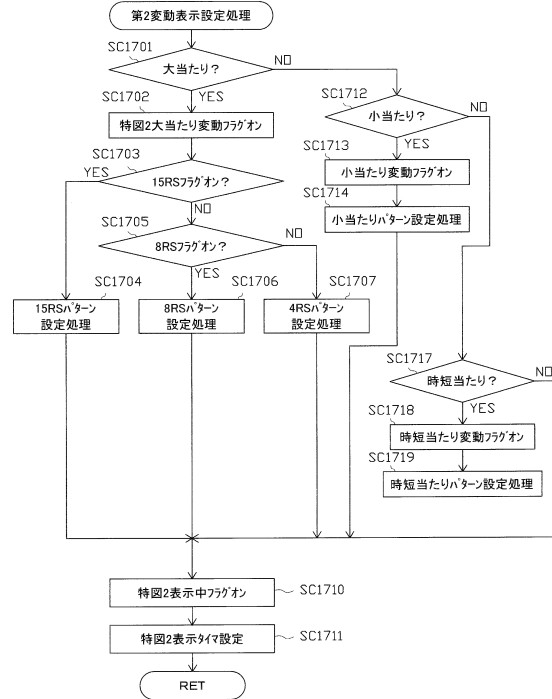 第2変動表示設定処理
SC1701
大当たり?
NO
YES
SC1702
特図2大当たり変動フラグオン
SC1703
YES
15RSフラグオン?
NO
SC1705
8RSフラグオン?
NO
YES
SC1704
15RSパターン
設定処理
SC1706
8RSパターン
設定処理
SC1707
4RSパターン
設定処理
SC1712
小当たり?
NO
YES
SC1713
小当たり変動フラグオン
SC1714
小当たりパターン設定処理
SC1717
時短当たり?
NO
YES
SC1718
時短当たり変動フラグオン
SC1719
時短当たりパターン設定処理
特図2表示中フラグオン
SC1710
特図2表示タイマ設定
SC1711
RET